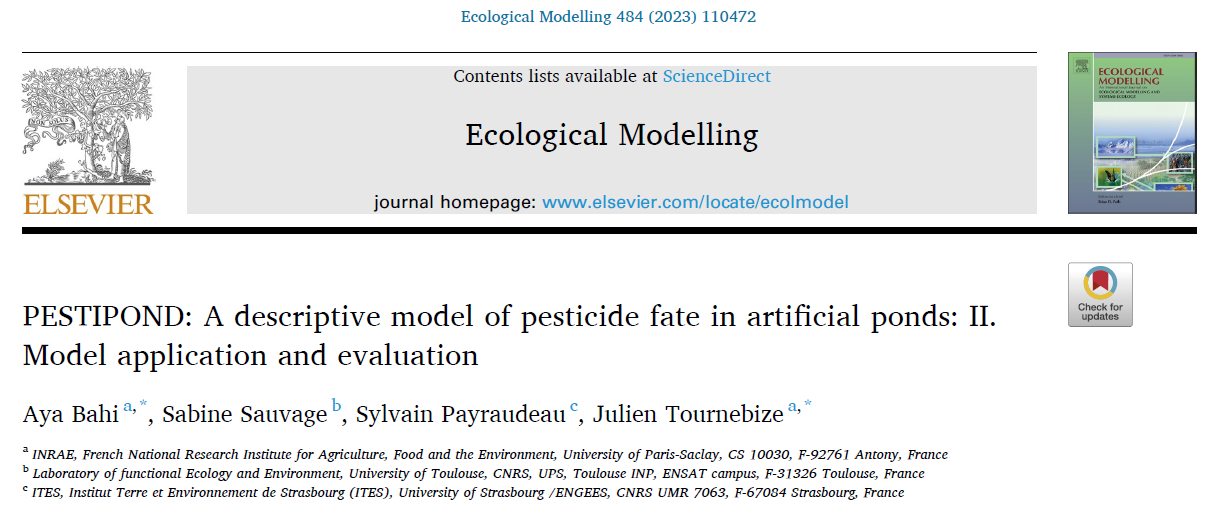 Ecological Modelling 484 (2023) 110472
Contents lists available at ScienceDirect
Ecological Modelling
journal homepage: www.elsevier.com/locate/ecolmodel
NON SOLUS
ELSEVIER
ECOLOGICAL
MODELLING
Check for
updates
PESTIPOND: A descriptive model of pesticide fate in artificial ponds: II.
Model application and evaluation
Aya Bahi a,*, Sabine Sauvage b, Sylvain Payraudeau c, Julien Tournebize a,*
a INRAE, French National Research Institute for Agriculture, Food and the Environment, University of Paris-Saclay, CS 10030, F-92761 Antony, France
b Laboratory of functional Ecology and Environment, University of Toulouse, CNRS, UPS, Toulouse INP, ENSAT campus, F-31326 Toulouse, France
c ITES, Institut Terre et Environnement de Strasbourg (ITES), University of Strasbourg /ENGEES, CNRS UMR 7063, F-67084 Strasbourg, France